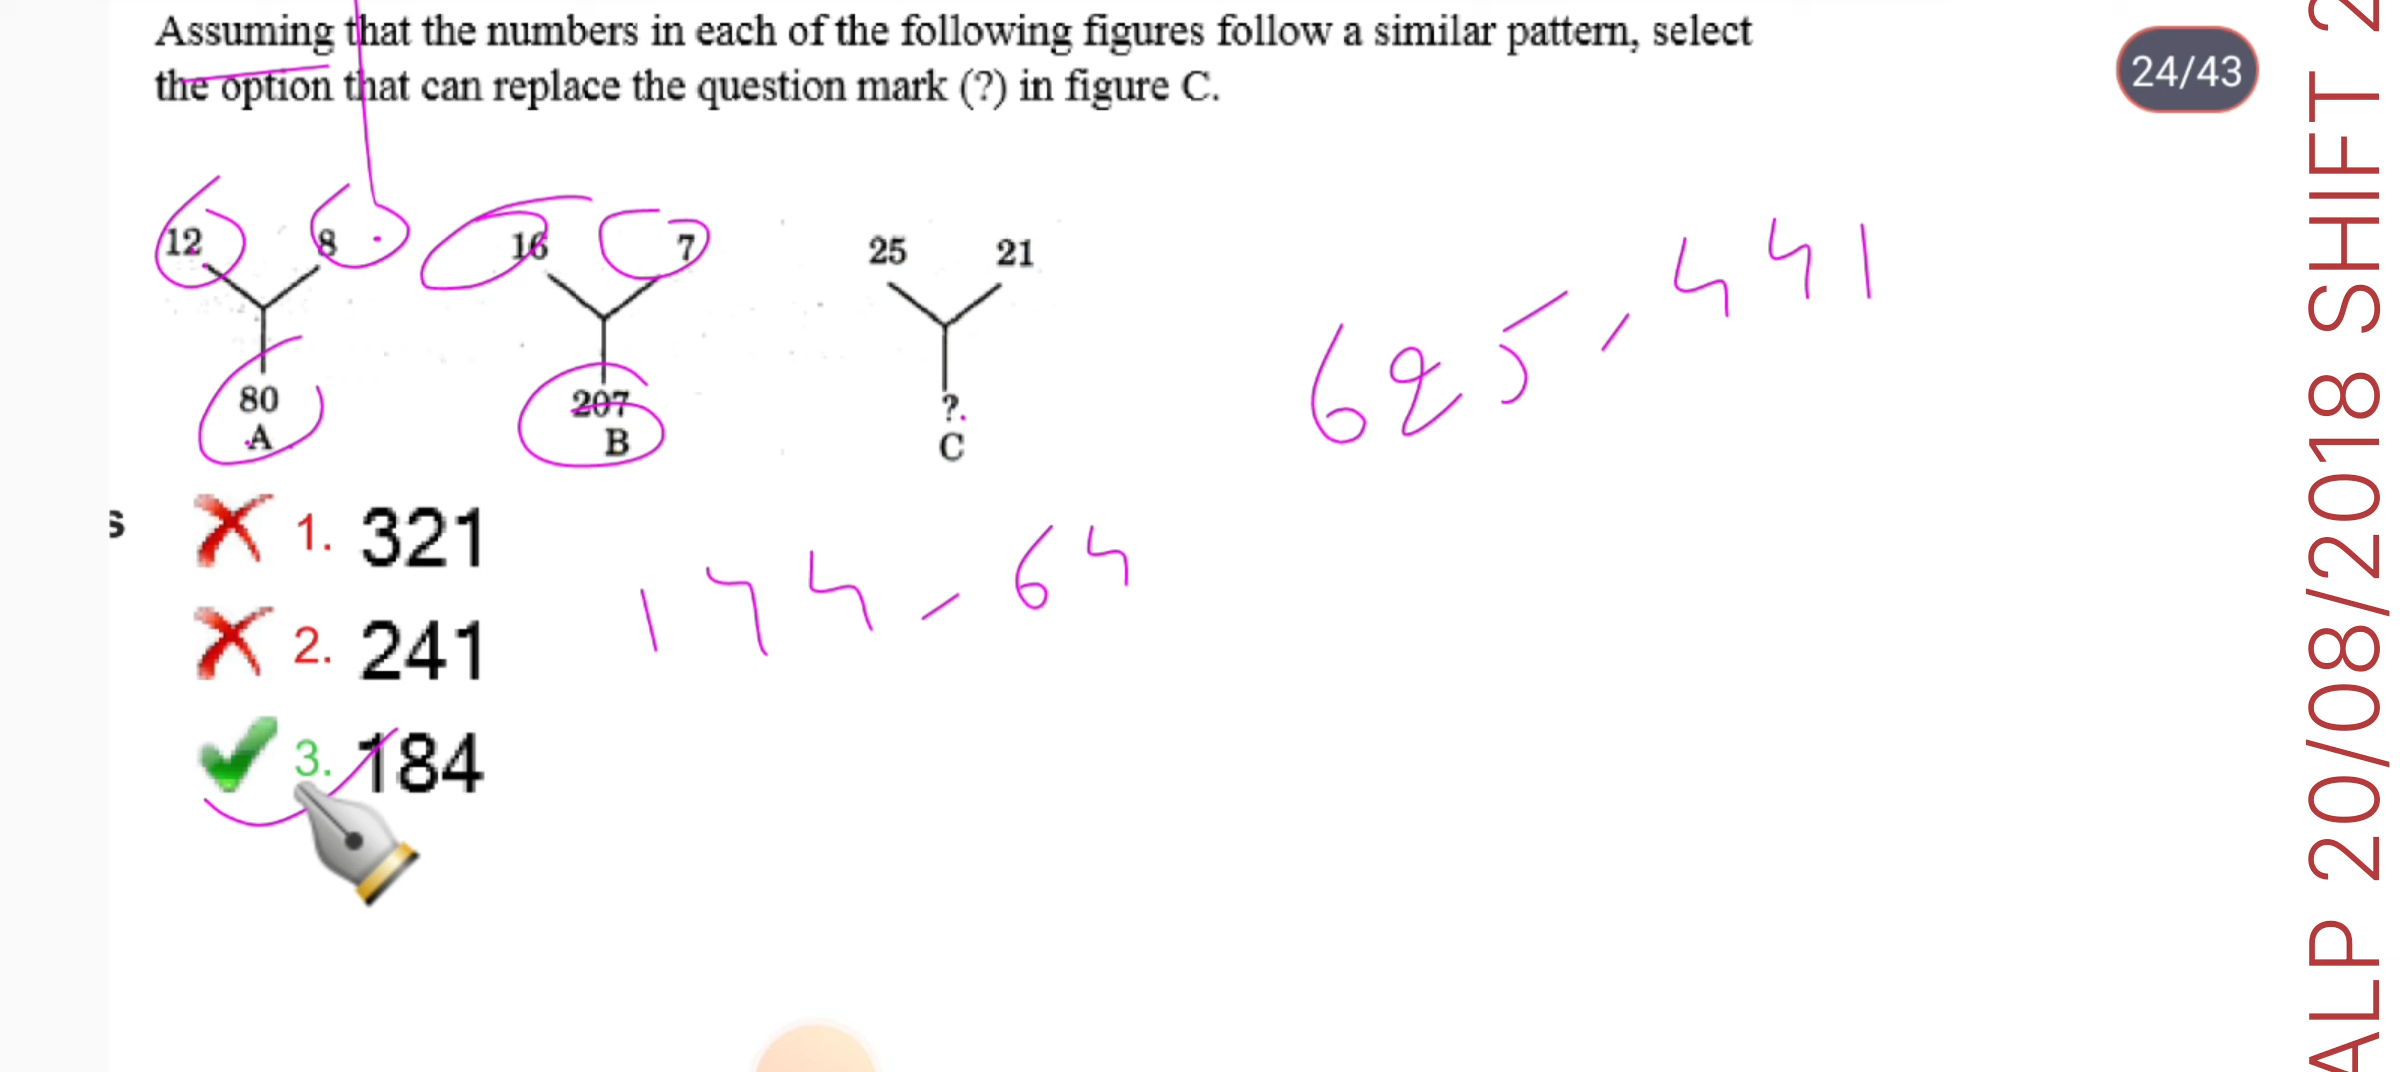 Assuming that the numbers in each of the following figures follow a similar pattern, select
the option that can replace the question mark (?) in figure C.
24/43
12 8 16 7 25 21
80 207 ?
A B C
625 - 441
s
1. 321
2. 241
144 - 64
3. 184
ALP 20/08/2018 SHIFT 2